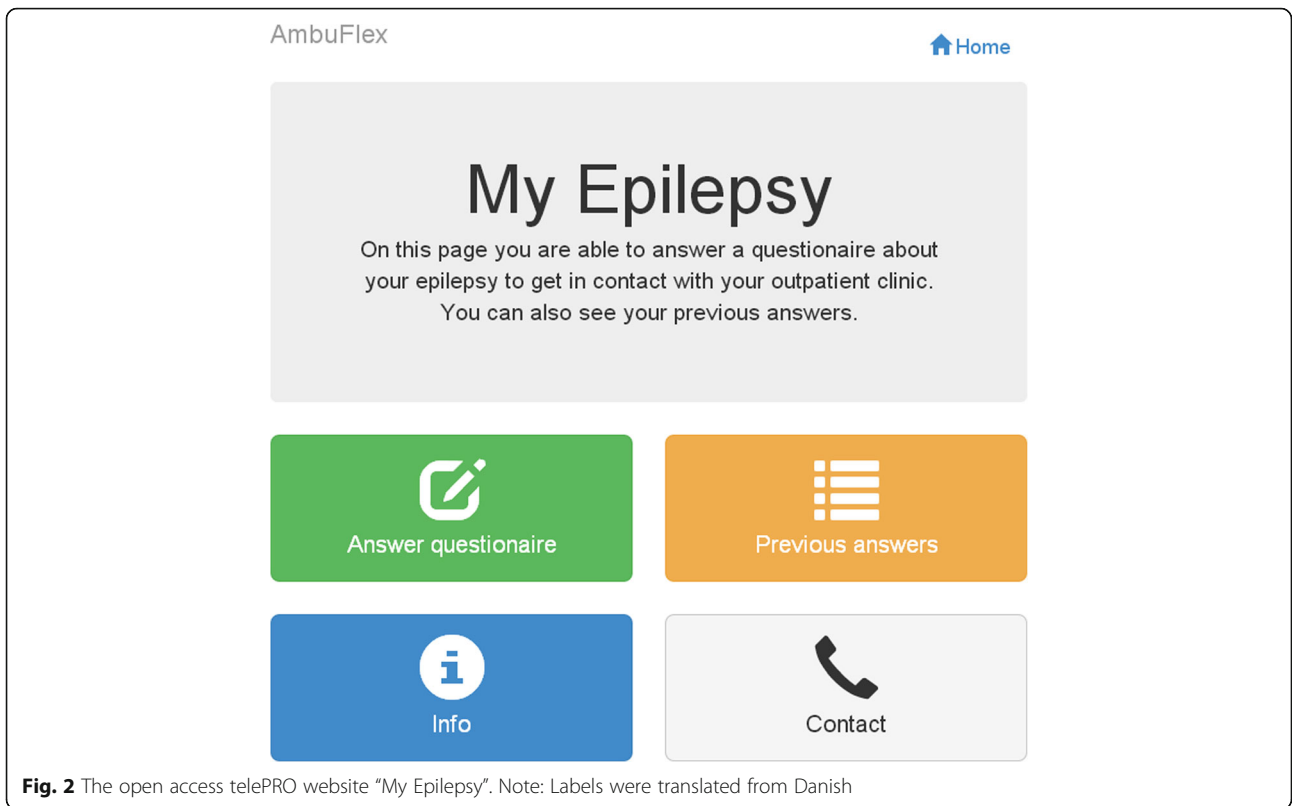 AmbuFlex
Home
My Epilepsy
On this page you are able to answer a questionaire about
your epilepsy to get in contact with your outpatient clinic.
You can also see your previous answers.
Answer questionaire
Previous answers
Info
Contact
Fig. 2 The open access telePRO website “My Epilepsy”. Note: Labels were translated from Danish